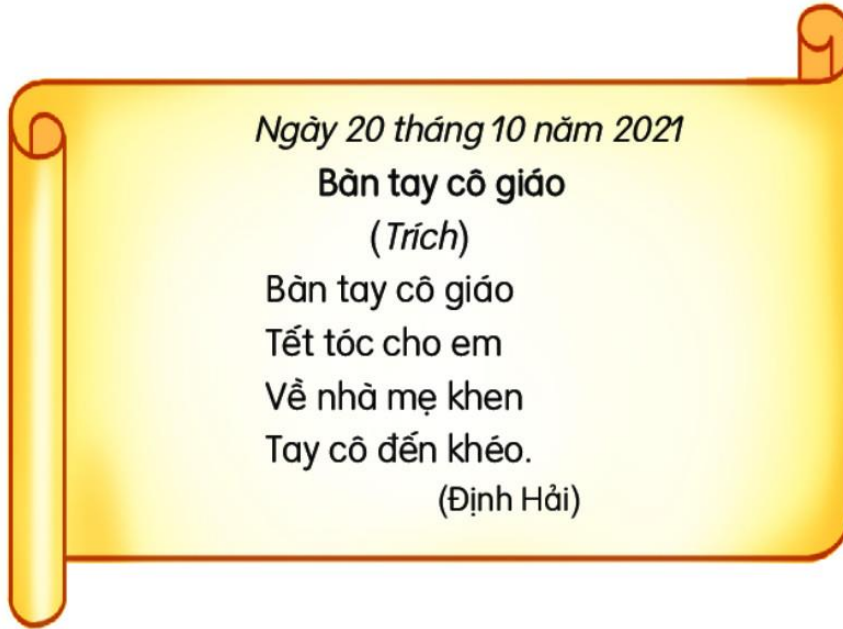 Ngày 20 tháng 10 năm 2021
Bàn tay cô giáo
(Trích)
Bàn tay cô giáo
Tết tóc cho em
Về nhà mẹ khen
Tay cô đến khéo.
(Định Hải)